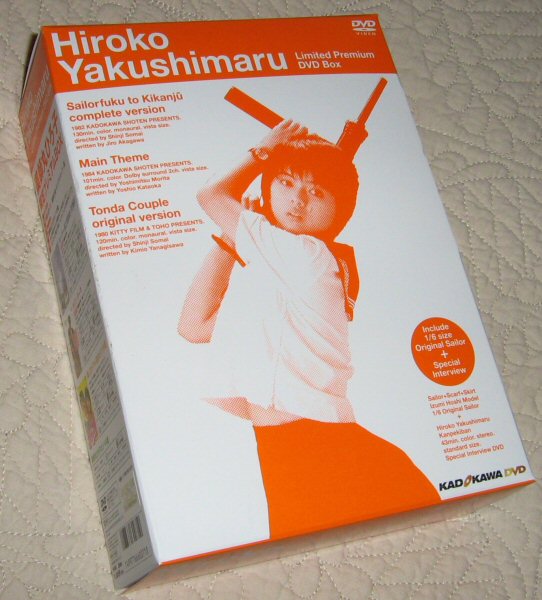 DVD
VIDEO
Hiroko
Yakushimaru
Limited Premium
DVD Box
Sailorfuku to Kikanjū
complete version
1982 KADOKAWA SHOTEN PRESENTS.
130min. color. monaural. vista size.
directed by Shinji Somai
written by Jiro Akagawa
Main Theme
1984 KADOKAWA SHOTEN PRESENTS.
101min. color. Dolby surround 2ch. vista size.
directed by Yoshimitsu Morita
written by Yoshio Kataoka
Tonda Couple
original version
1980 KITTY FILM & TOHO PRESENTS.
120min. color. monaural. vista size.
directed by Shinji Somai
written by Kimio Yanagisawa
Include
1/6 size
Original Sailor
+
Special
Interview
Sailor+Scarf+Skirt
Izumi Hoshi Model
1/6 Original Sailor
+
Hiroko Yakushimaru
Kanpekiban
43min. color. stereo.
standard size.
Special Interview DVD
KADOKAWA DVD